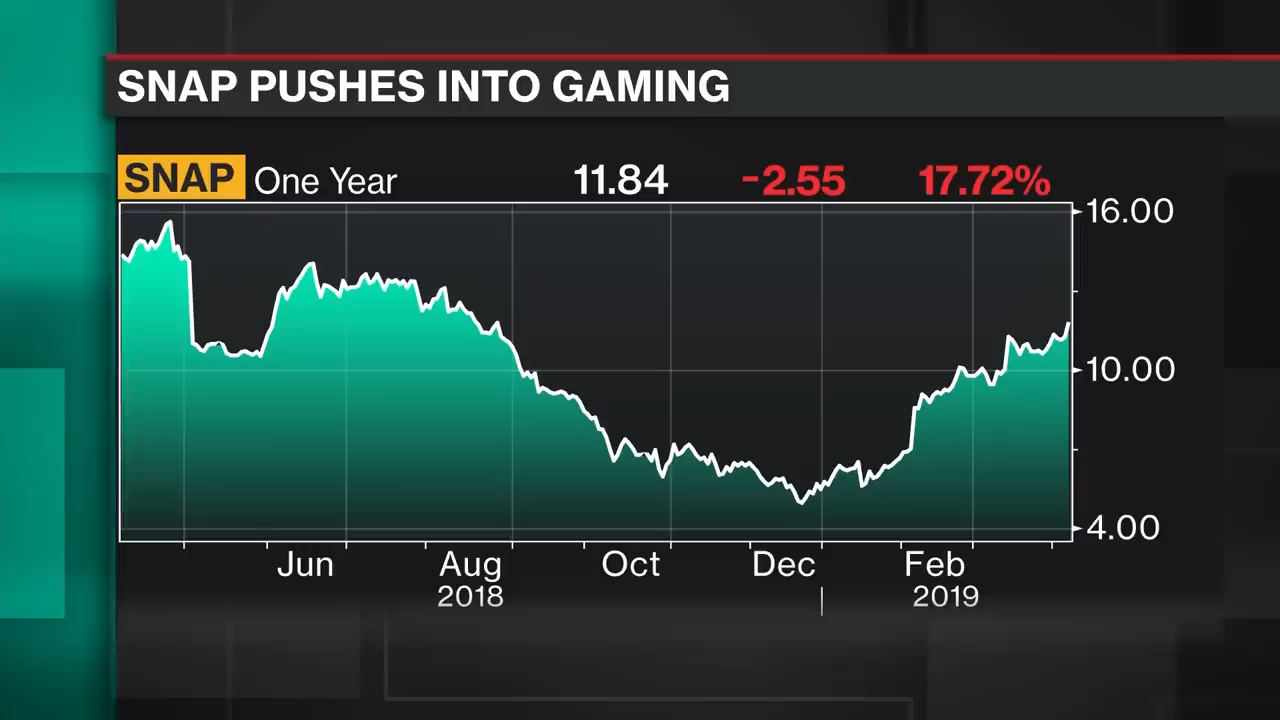 SNAP PUSHES INTO GAMING
SNAP One Year 11.84 -2.55 17.72%
16.00
10.00
4.00
Jun Aug Oct Dec Feb
2018 2019